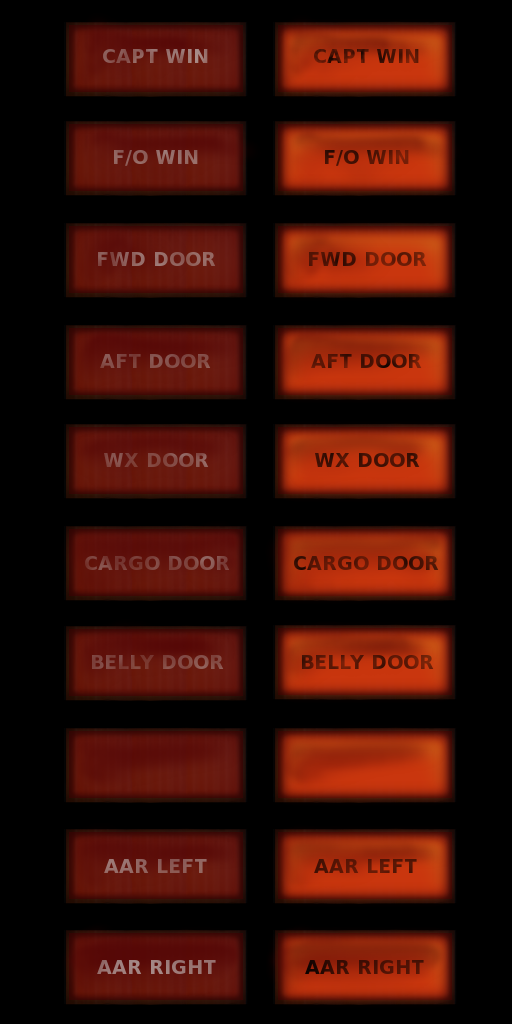 CAPT WIN CAPT WIN
F/O WIN F/O WIN
FWD DOOR FWD DOOR
AFT DOOR AFT DOOR
WX DOOR WX DOOR
CARGO DOOR CARGO DOOR
BELLY DOOR BELLY DOOR
AAR LEFT AAR LEFT
AAR RIGHT AAR RIGHT